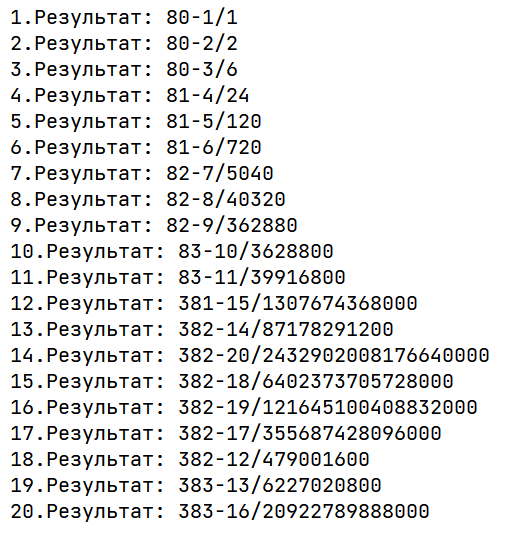 1.Результат: 80-1/1
2.Результат: 80-2/2
3.Результат: 80-3/6
4.Результат: 81-4/24
5.Результат: 81-5/120
6.Результат: 81-6/720
7.Результат: 82-7/5040
8.Результат: 82-8/40320
9.Результат: 82-9/362880
10.Результат: 83-10/3628800
11.Результат: 83-11/39916800
12.Результат: 381-15/1307674368000
13.Результат: 382-14/87178291200
14.Результат: 382-20/2432902008176640000
15.Результат: 382-18/6402373705728000
16.Результат: 382-19/121645100408832000
17.Результат: 382-17/355687428096000
18.Результат: 382-12/479001600
19.Результат: 383-13/6227020800
20.Результат: 383-16/20922789888000